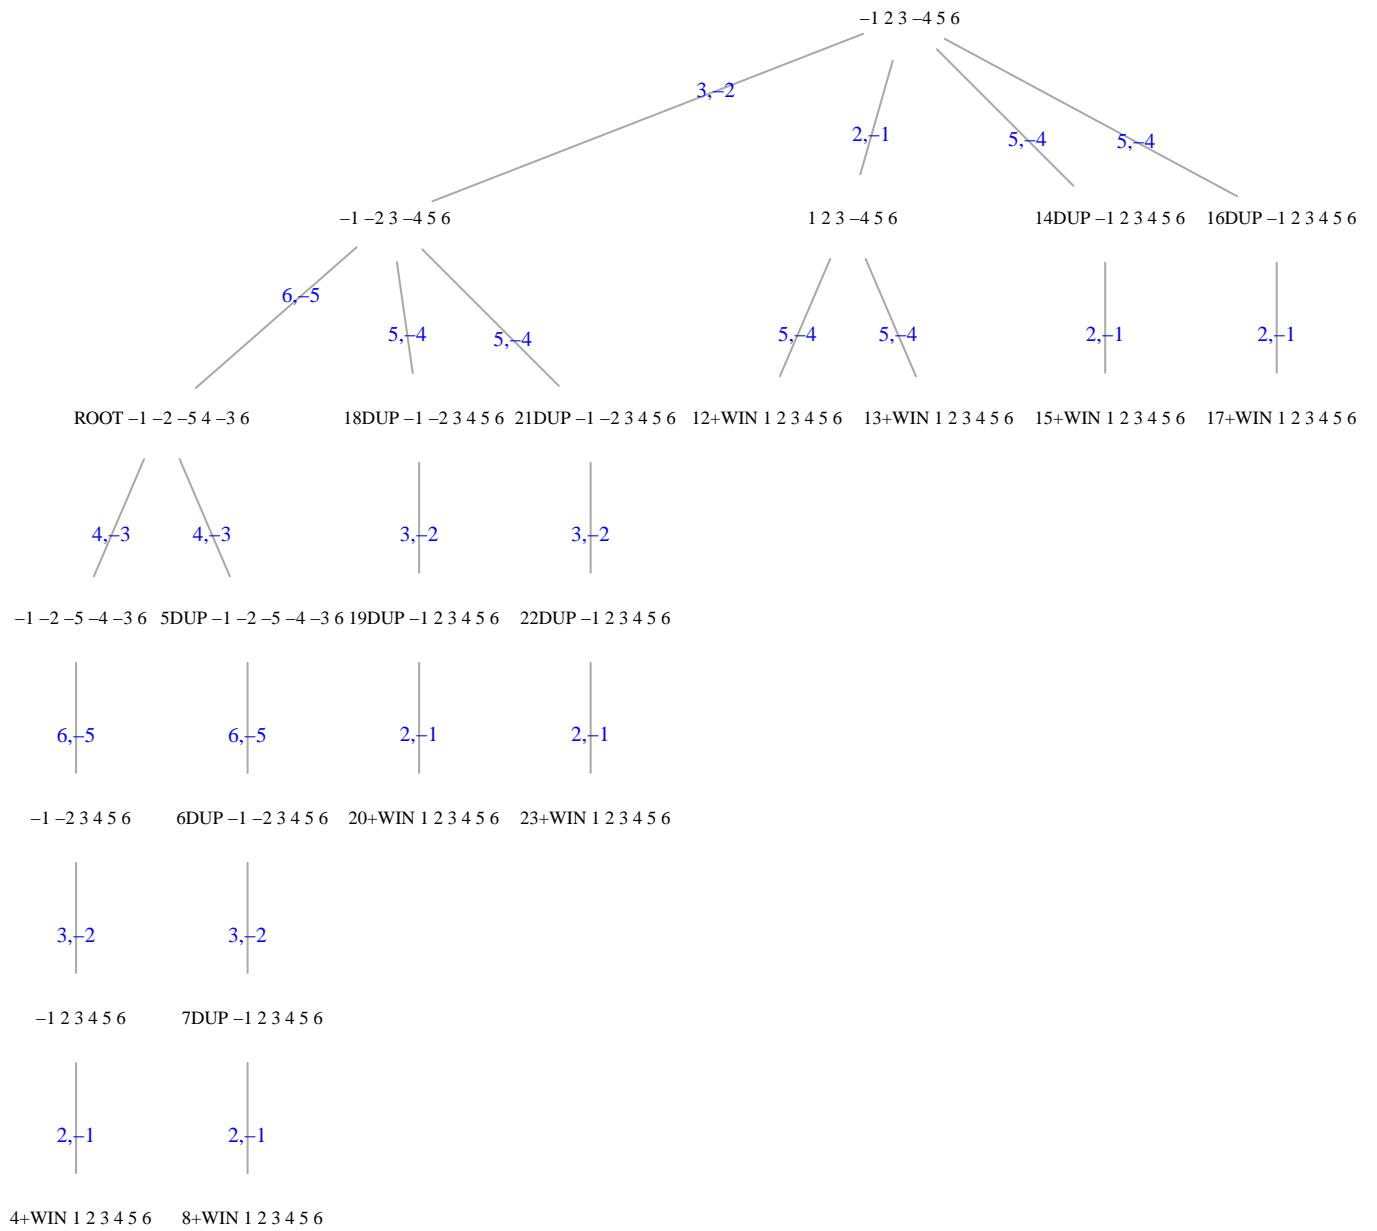 –1 2 3 –4 5 6
3,–2
2,–1
5,–4
5,–4
–1 –2 3 –4 5 6
1 2 3 –4 5 6
14DUP –1 2 3 4 5 6
16DUP –1 2 3 4 5 6
6,–5
5,–4
5,–4
5,–4
5,–4
2,–1
2,–1
ROOT –1 –2 –5 4 –3 6
18DUP –1 –2 3 4 5 6
21DUP –1 –2 3 4 5 6
12+WIN 1 2 3 4 5 6
13+WIN 1 2 3 4 5 6
15+WIN 1 2 3 4 5 6
17+WIN 1 2 3 4 5 6
4,–3
4,–3
3,–2
3,–2
–1 –2 –5 –4 –3 6
5DUP –1 –2 –5 –4 –3 6
19DUP –1 2 3 4 5 6
22DUP –1 2 3 4 5 6
6,–5
6,–5
2,–1
2,–1
–1 –2 3 4 5 6
6DUP –1 –2 3 4 5 6
20+WIN 1 2 3 4 5 6
23+WIN 1 2 3 4 5 6
3,–2
3,–2
–1 2 3 4 5 6
7DUP –1 2 3 4 5 6
2,–1
2,–1
4+WIN 1 2 3 4 5 6
8+WIN 1 2 3 4 5 6